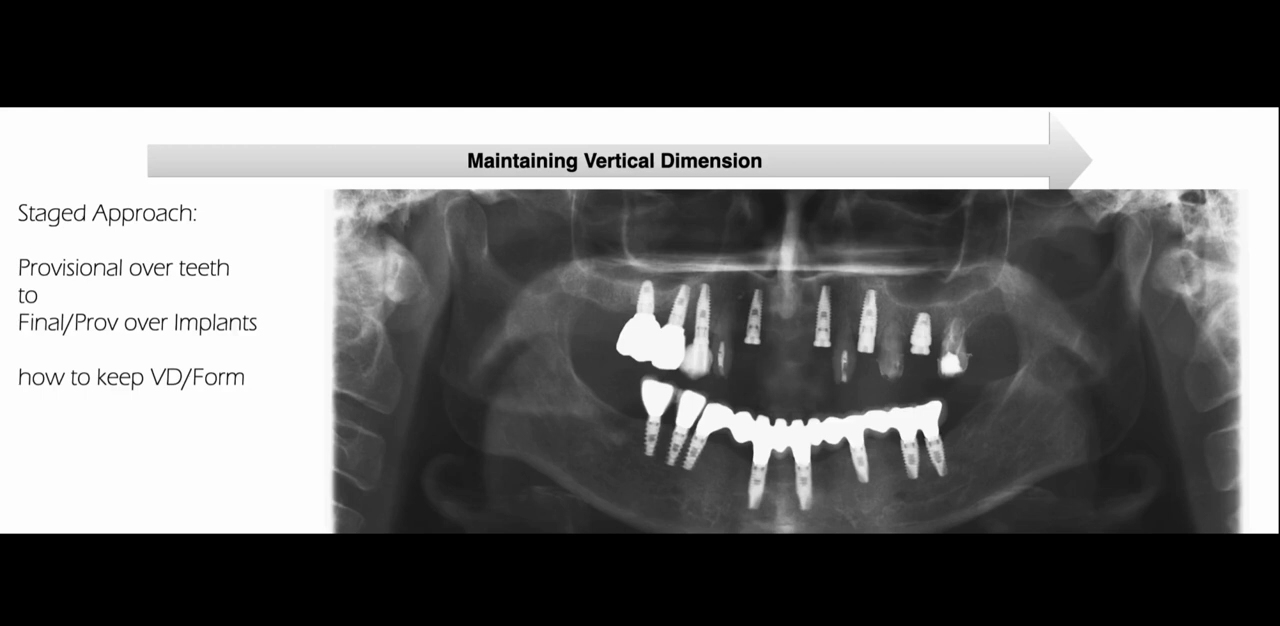 Maintaining Vertical Dimension
Staged Approach:
Provisional over teeth
to
Final/Prov over Implants
how to keep VD/Form